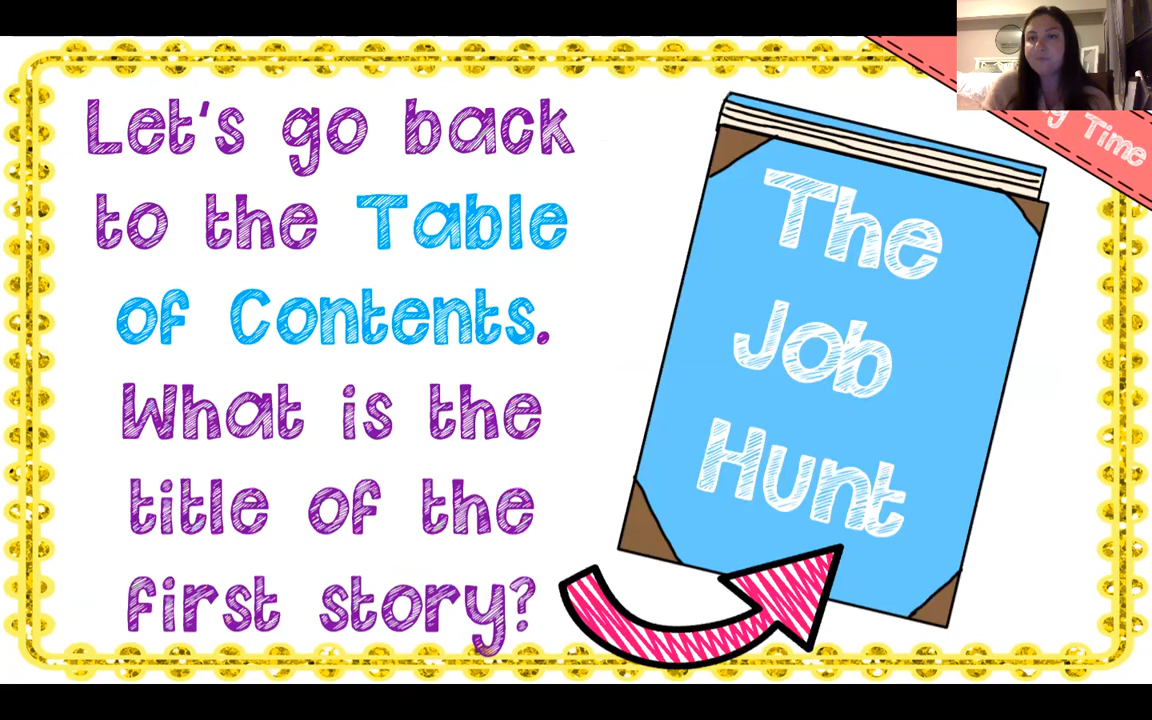 Let's go back
to the Table
of Contents.
What is the
title of the
first story?
The
Job
Hunt
Time